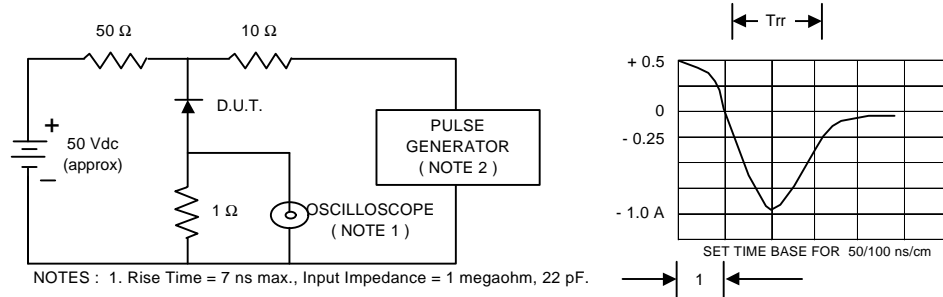 50 Ω
10 Ω
D.U.T.
+
50 Vdc
(approx)
−
1 Ω
OSCILLOSCOPE
( NOTE 1 )
PULSE
GENERATOR
( NOTE 2 )
Trr
+ 0.5
0
- 0.25
- 1.0 A
SET TIME BASE FOR 50/100 ns/cm
1
NOTES : 1. Rise Time = 7 ns max., Input Impedance = 1 megaohm, 22 pF.